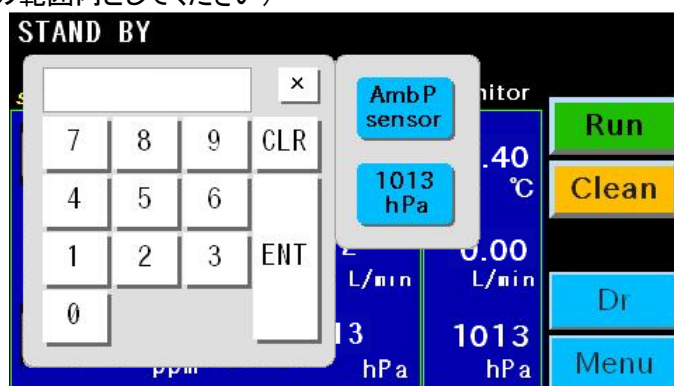 の範囲内としてください)
STAND BY
×
7 8 9 CLR
4 5 6
1 2 3 ENT
0
AmbP
sensor
1013
hPa
nitor
.40
℃
0.00
L/min
L/min
13
1013
ppm
hPa
hPa
Run
Clean
Dr
Menu